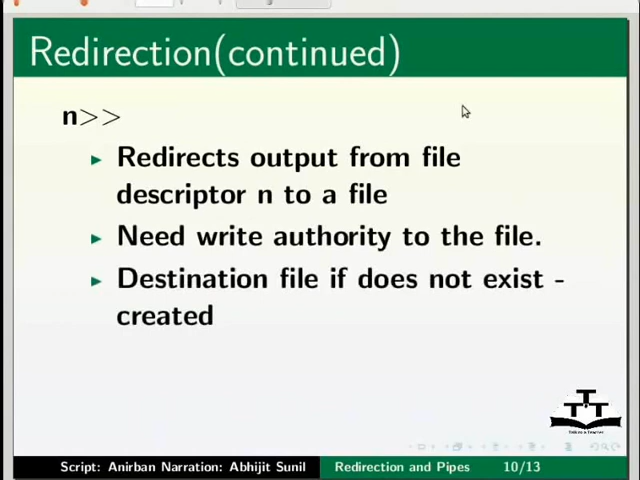 Redirection(continued)
n>>
Redirects output from file
descriptor n to a file
Need write authority to the file.
Destination file if does not exist -
created
Script: Anirban Narration: Abhijit Sunil Redirection and Pipes 10/13